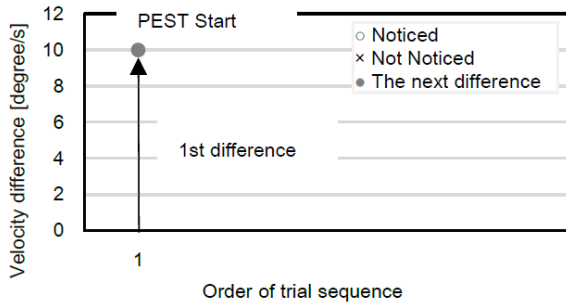 PEST Start
12
10
8
6
4
2
0
Velocity difference [degree/s]
○ Noticed
× Not Noticed
● The next difference
1st difference
1
Order of trial sequence